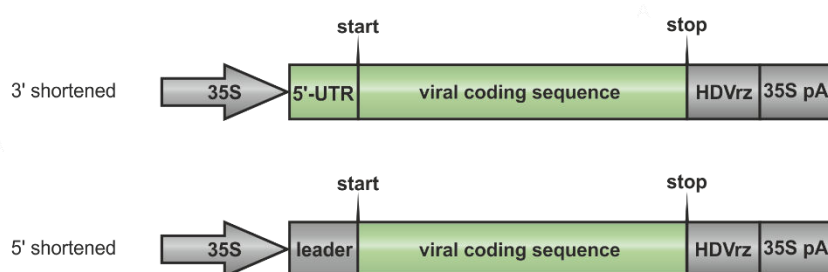 start stop
3' shortened 35S 5'-UTR viral coding sequence HDVrz 35S pA
start stop
5' shortened 35S leader viral coding sequence HDVrz 35S pA